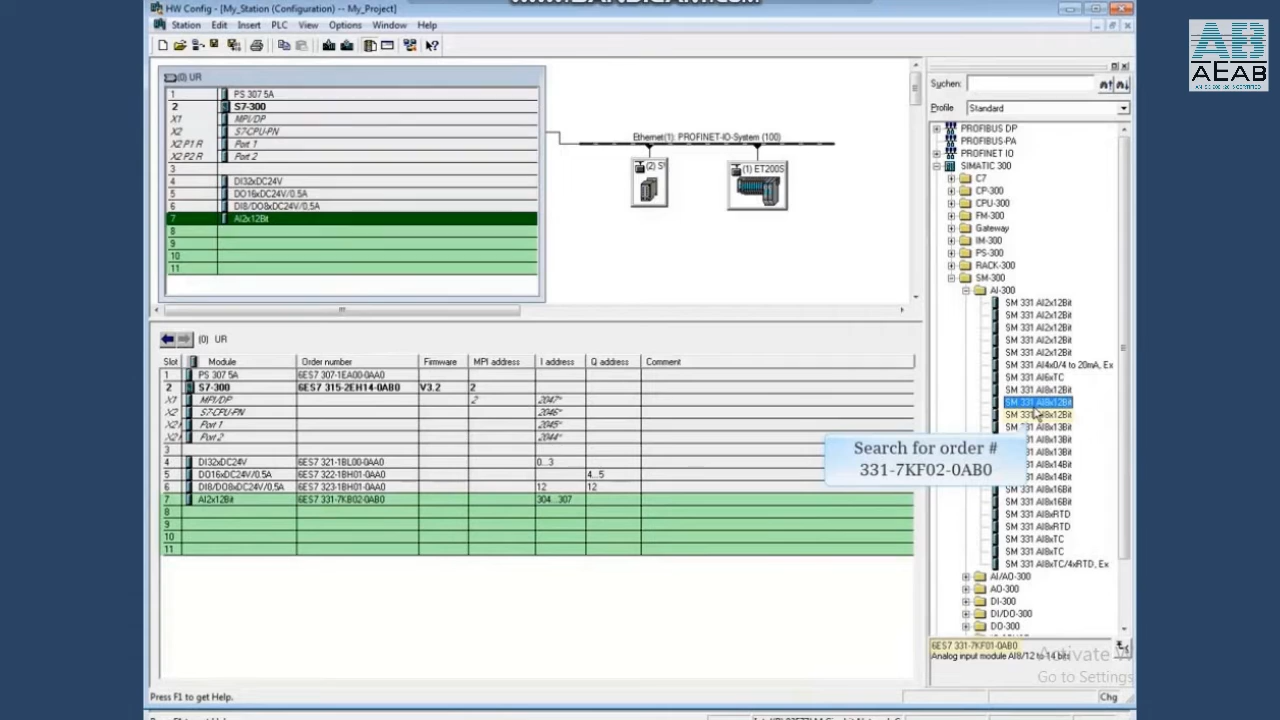 HW Config - [My_Station (Configuration) -- My_Project]
Station Edit Insert PLC View Options Window Help
AEAB
(0) UR
1 PS 307 5A
2 S7-300
X1 MPI/DP
X2 S7-CPU-PN
X2 P1 R Port 1
X2 P2 R Port 2
3
4 DI32xDC24V
5 DO16xDC24V/0.5A
6 DI8/DO8xDC24V/0.5A
7 AI2x12Bit
8
9
10
11
Ethernet(1): PROFINET-IO-System (100)
(2) S
(1) ET200S
Suchen:
Profile Standard
PROFIBUS DP
PROFIBUS-PA
PROFINET IO
SIMATIC 300
C7
CP-300
CPU-300
FM-300
Gateway
IM-300
PS-300
RACK-300
SM-300
AI-300
SM 331 AI2x12Bit
SM 331 AI2x12Bit
SM 331 AI2x12Bit
SM 331 AI2x12Bit
SM 331 AI2x12Bit
SM 331 AI4x0/4 to 20mA, Ex
SM 331 AI6xTC
SM 331 AI8x12Bit
SM 331 AI8x12Bit
SM 331 AI8x12Bit
SM 331 AI8x13Bit
AI8x13Bit
AI8x13Bit
331 AI8x14Bit
331 AI8x14Bit
SM 331 AI8x16Bit
SM 331 AI8x16Bit
SM 331 AI8xRTD
SM 331 AI8xRTD
SM 331 AI8xTC
SM 331 AI8xTC
SM 331 AI8xTC/4xRTD, Ex
AI/AO-300
AO-300
DI-300
DI/DO-300
DO-300
6ES7 331-7KF01-0AB0
Analog input module AI8/12 to 14 bits
(0) UR
Slot Module Order number Firmware MPI address I address Q address Comment
1 PS 307 5A 6ES7 307-1EA00-0AA0
2 S7-300 6ES7 315-2EH14-0AB0 V3.2 2
X1 MPI/DP 2 2047*
X2 S7-CPU-PN 2046*
X2 Port 1 2045*
X2 Port 2 2044*
3
4 DI32xDC24V 6ES7 321-1BL00-0AA0 0...3
5 DO16xDC24V/0.5A 6ES7 322-1BH01-0AA0 4...5
6 DI8/DO8xDC24V/0.5A 6ES7 323-1BH01-0AA0 12 12
7 AI2x12Bit 6ES7 331-7KB02-0AB0 304...307
8
9
10
11
Search for order #
331-7KF02-0AB0
Activate W
Go to Settings
Press F1 to get Help.
Chg